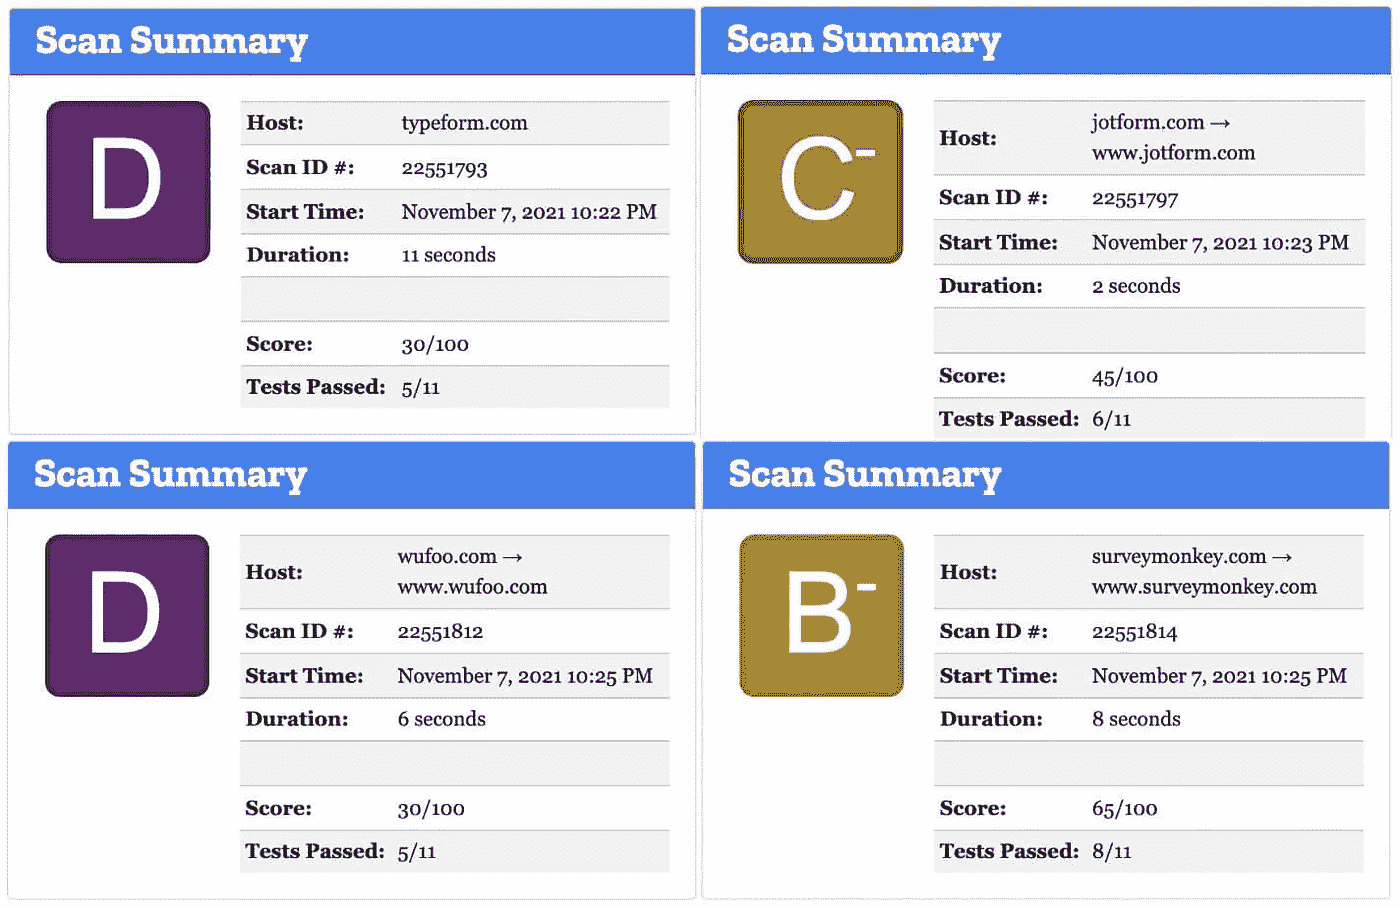 Scan Summary
D
Host: typeform.com
Scan ID #: 22551793
Start Time: November 7, 2021 10:22 PM
Duration: 11 seconds
Score: 30/100
Tests Passed: 5/11
Scan Summary
C-
Host: jotform.com →
www.jotform.com
Scan ID #: 22551797
Start Time: November 7, 2021 10:23 PM
Duration: 2 seconds
Score: 45/100
Tests Passed: 6/11
Scan Summary
D
Host: wufoo.com →
www.wufoo.com
Scan ID #: 22551812
Start Time: November 7, 2021 10:25 PM
Duration: 6 seconds
Score: 30/100
Tests Passed: 5/11
Scan Summary
B-
Host: surveymonkey.com →
www.surveymonkey.com
Scan ID #: 22551814
Start Time: November 7, 2021 10:25 PM
Duration: 8 seconds
Score: 65/100
Tests Passed: 8/11